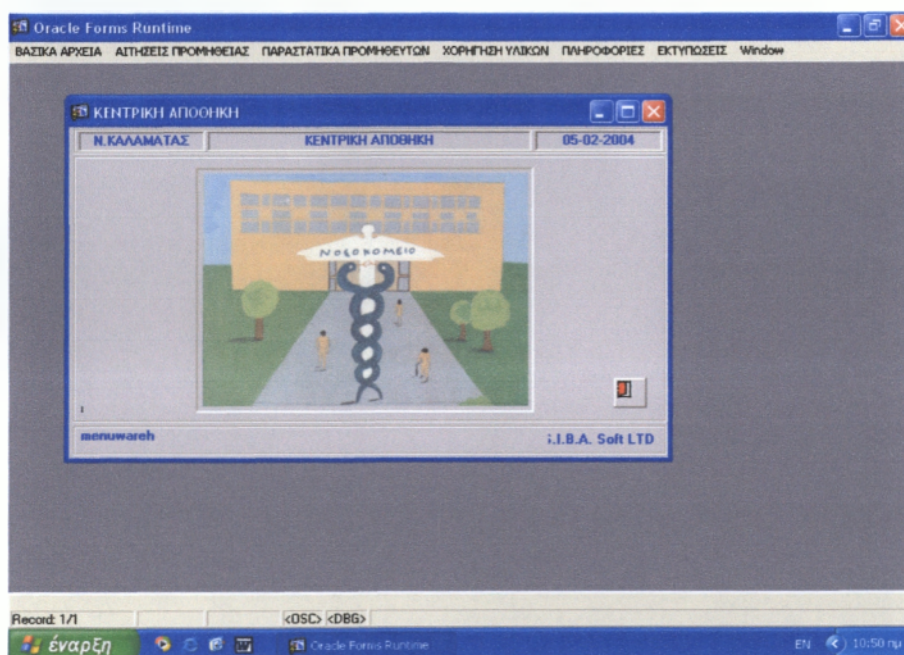 Oracle Forms Runtime
ΒΑΣΙΚΑ ΑΡΧΕΙΑ ΑΙΤΗΣΕΙΣ ΠΡΟΜΗΘΕΙΑΣ ΠΑΡΑΣΤΑΤΙΚΑ ΠΡΟΜΗΘΕΥΤΩΝ ΧΟΡΗΓΗΣΗ ΥΛΙΚΩΝ ΠΛΗΡΟΦΟΡΙΕΣ ΕΚΤΥΠΩΣΕΙΣ Window
ΚΕΝΤΡΙΚΗ ΑΠΟΘΗΚΗ
Ν.ΚΑΛΑΜΑΤΑΣ ΚΕΝΤΡΙΚΗ ΑΠΟΘΗΚΗ 05-02-2004
ΝΟΣΟΚΟΜΕΙΟ
menuwareh .I.B.A. Soft LTD
Record: 1/1 <OSC> <DBG>
έναρξη Oracle Forms Runtime EN 10:50 πμ